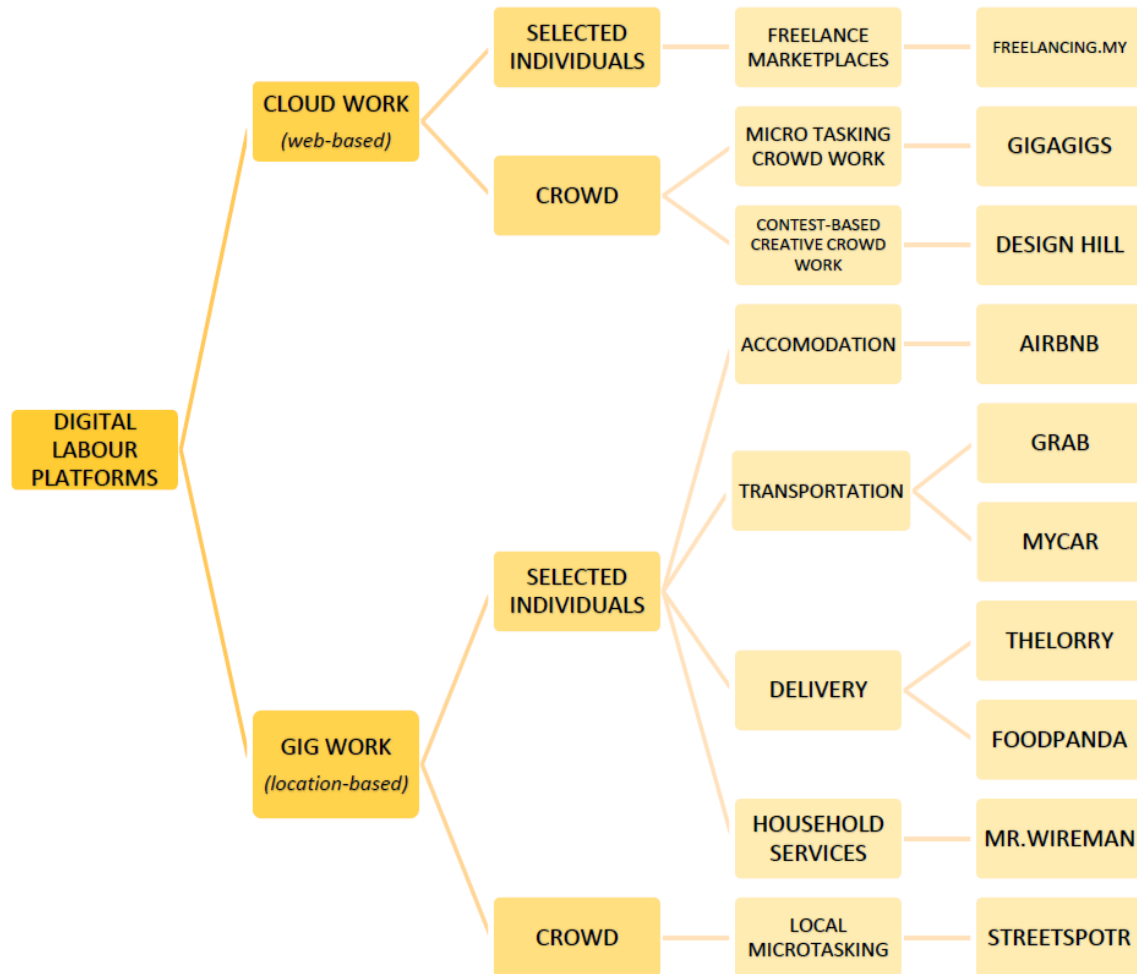 SELECTED
INDIVIDUALS
FREELANCE
MARKETPLACES
FREELANCING.MY
CLOUD WORK
(web-based)
MICRO TASKING
CROWD WORK
GIGAGIGS
CROWD
CONTEST-BASED
CREATIVE CROWD
WORK
DESIGN HILL
ACCOMODATION
AIRBNB
DIGITAL
LABOUR
PLATFORMS
GRAB
TRANSPORTATION
MYCAR
SELECTED
INDIVIDUALS
THELORRY
DELIVERY
FOODPANDA
GIG WORK
(location-based)
HOUSEHOLD
SERVICES
MR.WIREMAN
CROWD
LOCAL
MICROTASKING
STREETSPOTR